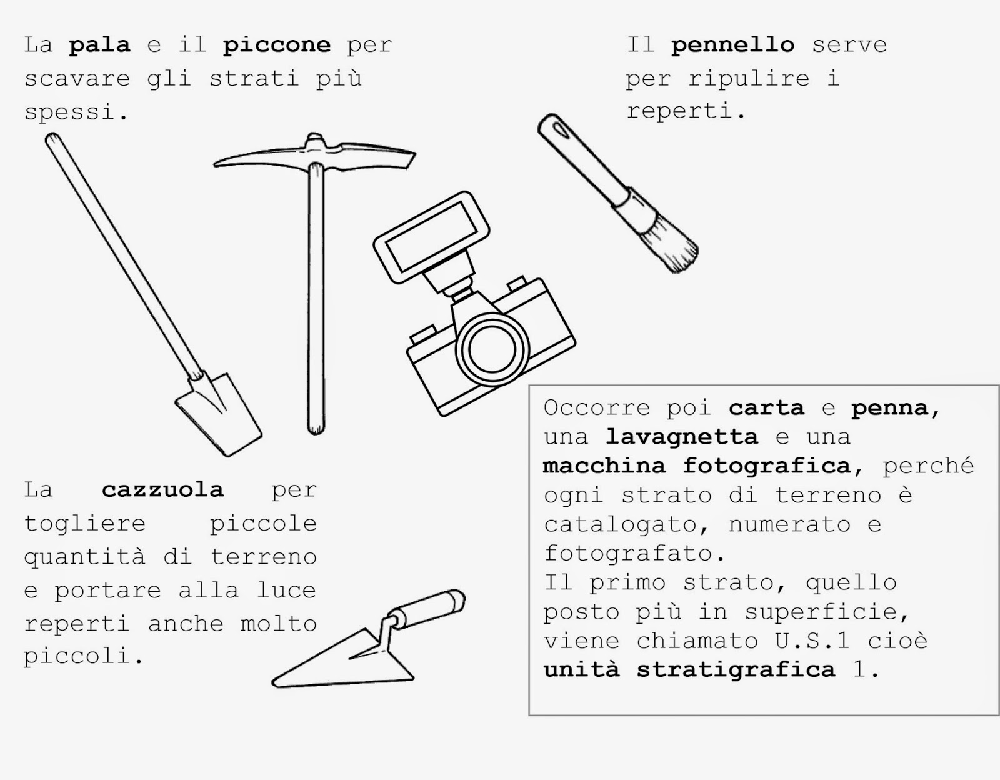 La pala e il piccone per
scavare gli strati più
spessi.
Il pennello serve
per ripulire i
reperti.
La cazzuola per
togliere piccole
quantità di terreno
e portare alla luce
reperti anche molto
piccoli.
Occorre poi carta e penna,
una lavagnetta e una
macchina fotografica, perché
ogni strato di terreno è
catalogato, numerato e
fotografato.
Il primo strato, quello
posto più in superficie,
viene chiamato U.S.1 cioè
unità stratigrafica 1.